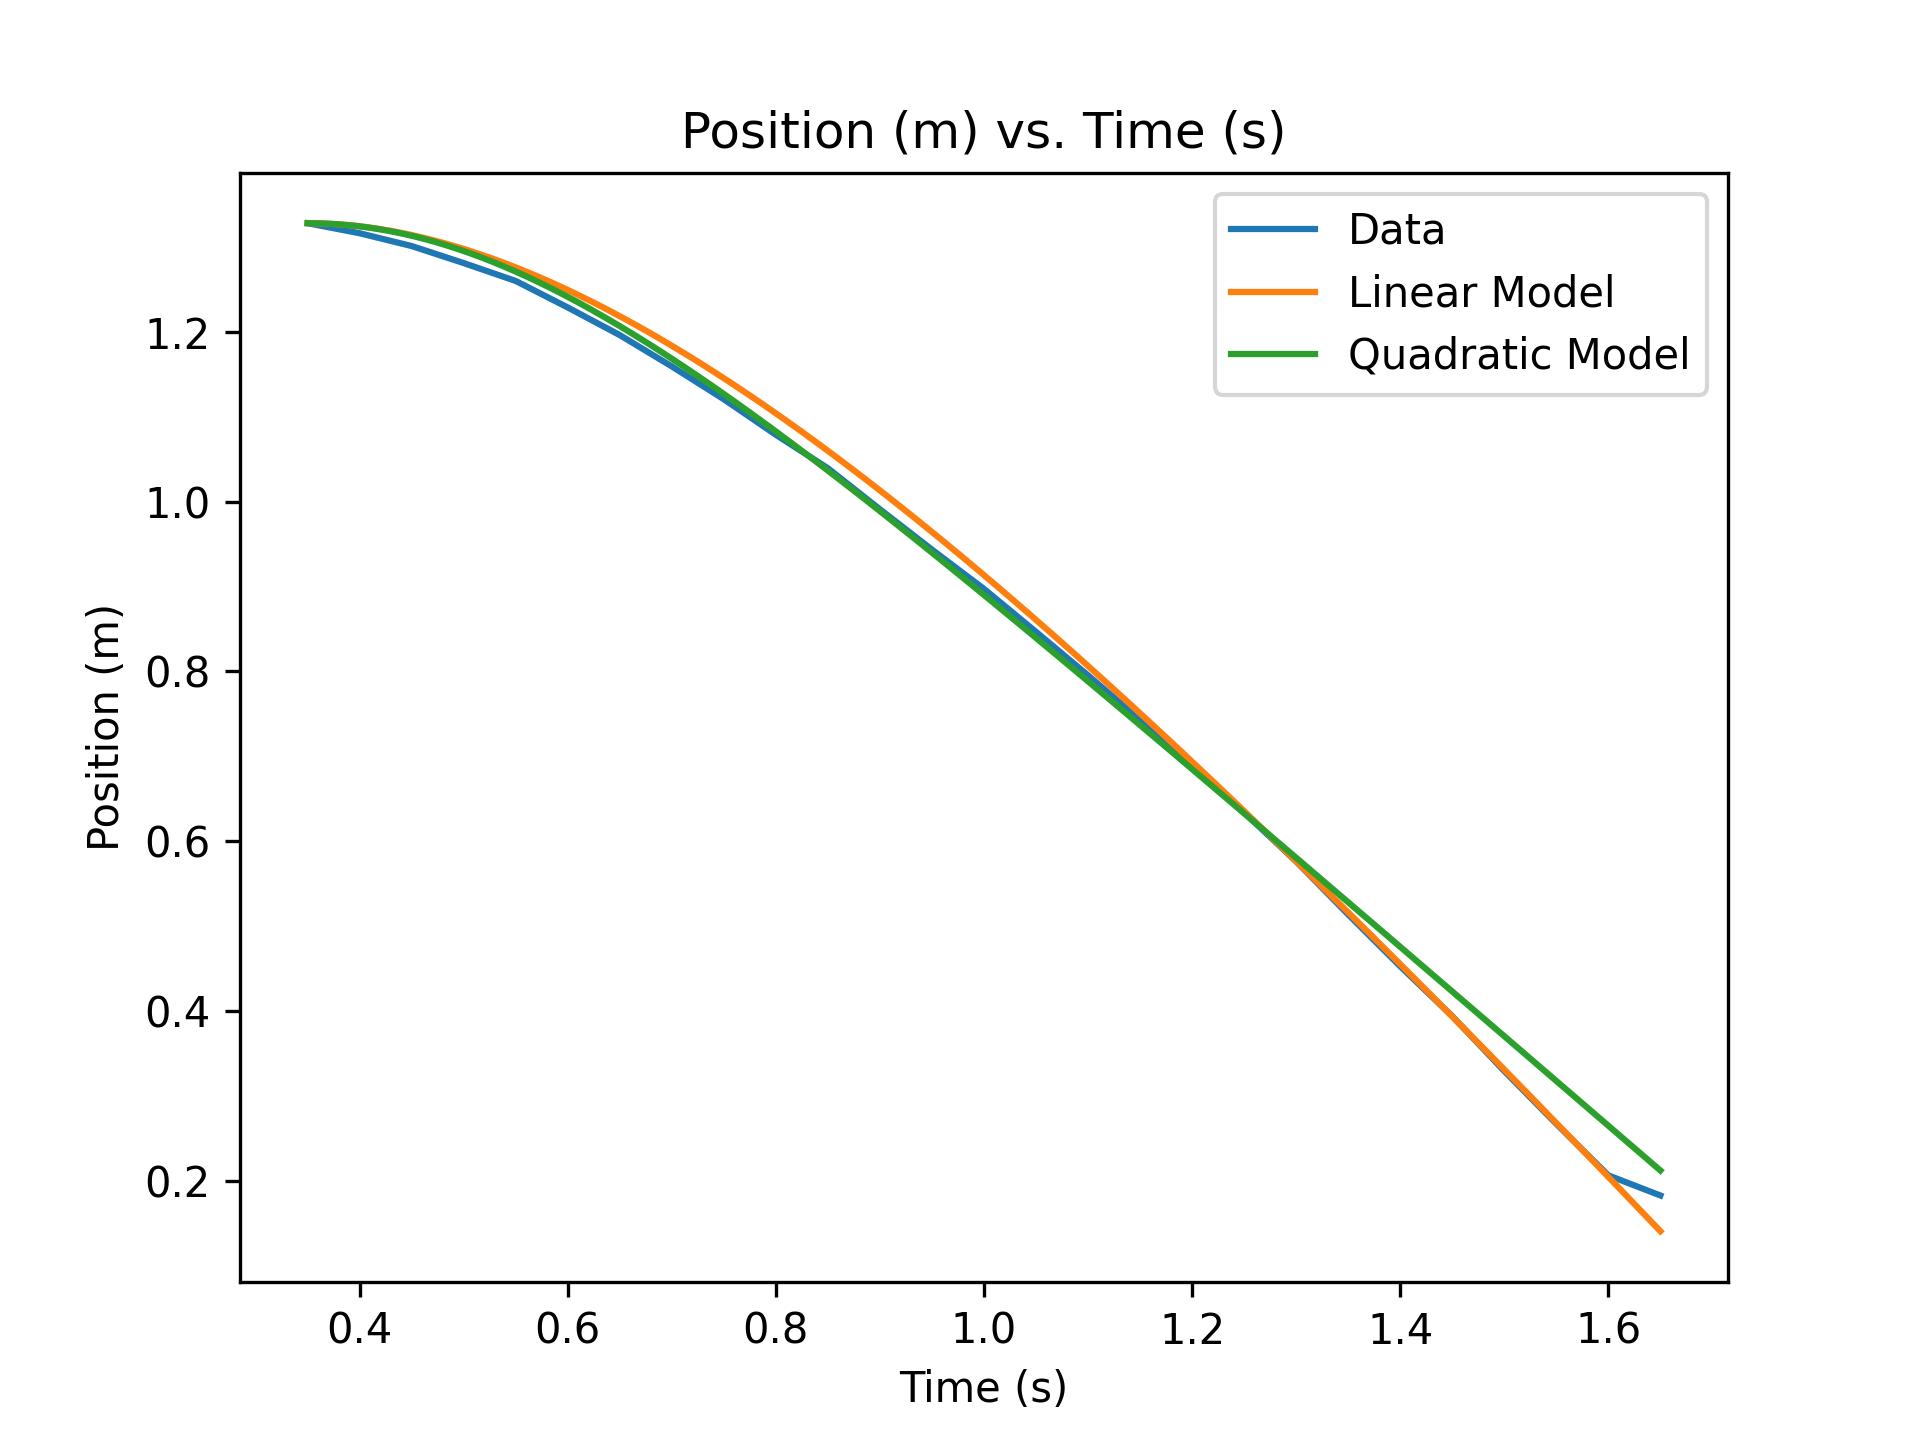 Position (m) vs. Time (s)
Data
Linear Model
Quadratic Model
Position (m)
1.2
1.0
0.8
0.6
0.4
0.2
0.4 0.6 0.8 1.0 1.2 1.4 1.6
Time (s)